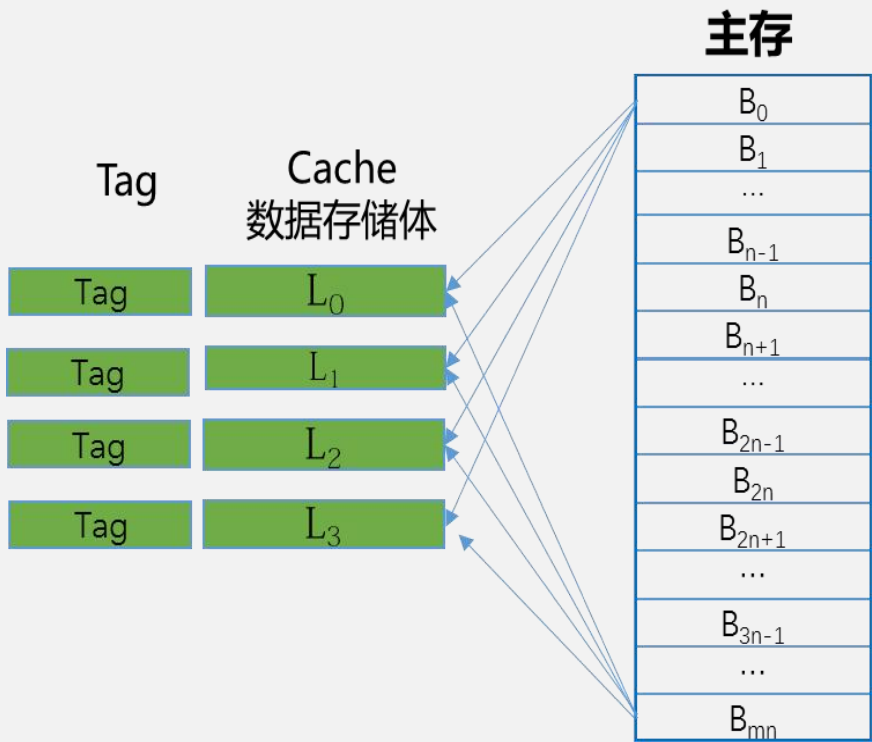 主存
Tag
Cache
数据存储体
Tag L₀
Tag L₁
Tag L₂
Tag L₃
B₀
B₁
...
Bₙ₋₁
Bₙ
Bₙ₊₁
...
B₂ₙ₋₁
B₂ₙ
B₂ₙ₊₁
...
B₃ₙ₋₁
...
Bₘₙ